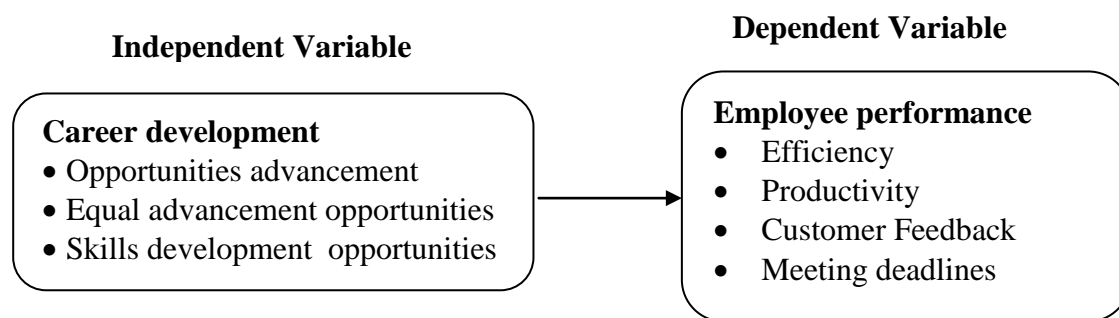 Independent Variable
Career development
• Opportunities advancement
• Equal advancement opportunities
• Skills development opportunities
Dependent Variable
Employee performance
• Efficiency
• Productivity
• Customer Feedback
• Meeting deadlines